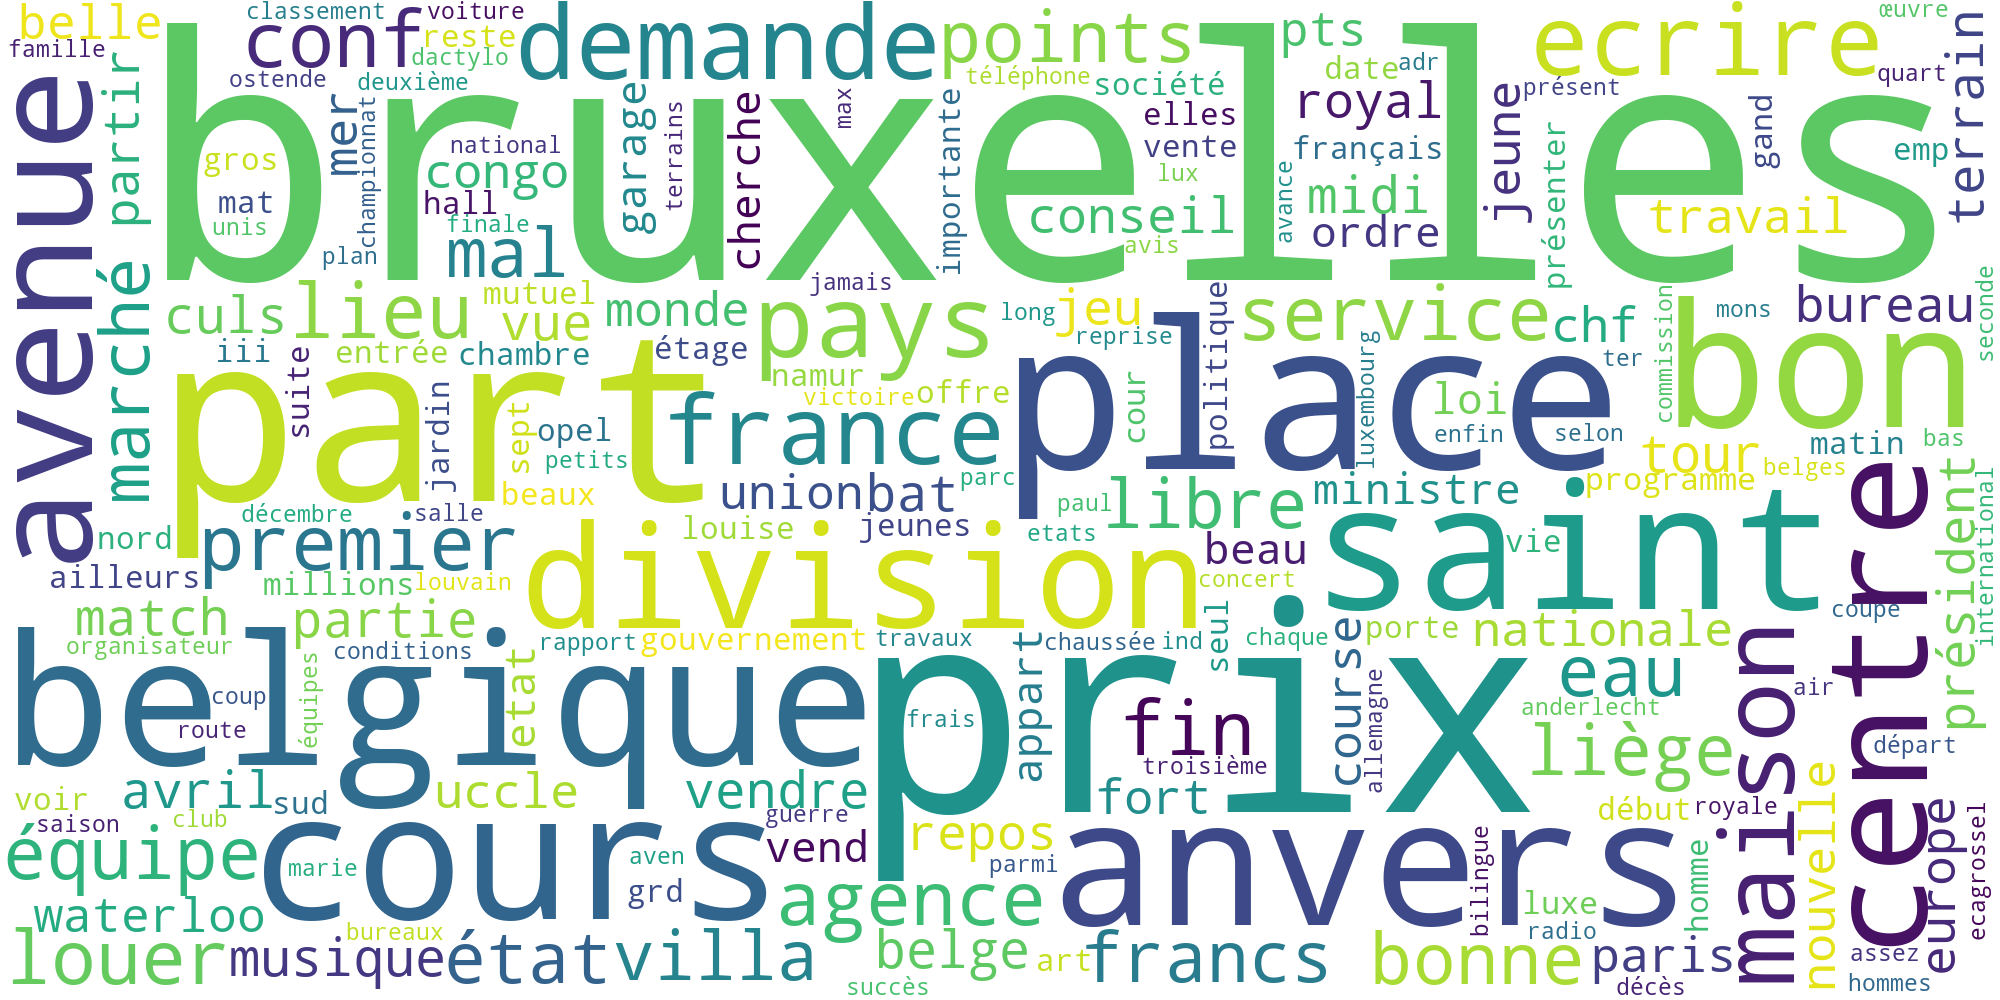 belle
classement
voiture
demande
points
pts
ecrire
œuvre
famille
conf
reste
dactylo
ostende
deuxième
téléphone
société
date
adr
quart
présent
avenue
partir
bruxelles
mer
championnat
national
garage
terrains
cherche
max
importante
elles
vente
royal
français
jeune
gand
emp
terrain
gros
mat
unis
congo
hall
finale
plan
mal
lux
conseil
avis
avance
midi
ordre
présenter
travail
marché
culs
lieu
mutuel
vue
monde
jamais
pays
long
jeu
reprise
politique
service
chf
ter
commission
mons
bureau
seconde
iii
suite
entrée
chambre
étage
namur
victoire
offre
place
cour
luxembourg
loi
enfin
selon
bon
part
jardin
sept
opel
petits
beaux
france
union
bat
parc
paul
libre
ministre
tour
programme
matin
belges
bas
international
nord
décembre
salle
premier
louise
jeunes
etats
beau
vie
saint
centre
président
ailleurs
millions
louvain
division
concert
coupe
match
partie
organisateur
conditions
rapport
gouvernement
travaux
chaussée
ind
seul
chaque
porte
nationale
belgique
coup
route
équipes
etat
prix
frais
appart
fin
troisième
course
allemagne
eau
anderlecht
liège
maison
air
départ
voir
avril
sud
uccle
vendre
guerre
fort
début
royale
saison
club
équipe
cours
marie
aven
grd
vend
repos
parmi
anvers
bilingue
luxe
radio
homme
nouvelle
europe
ecagrossel
waterloo
agence
louer
musique
bureaux
état
villa
belge
succès
art
francs
bonne
paris
décès
assez
hommes